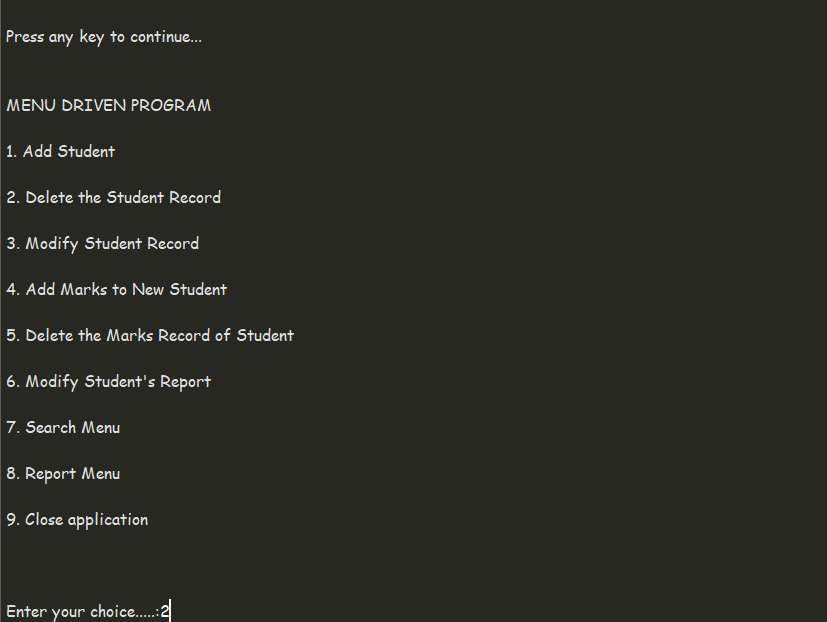 Press any key to continue...
MENU DRIVEN PROGRAM
1. Add Student
2. Delete the Student Record
3. Modify Student Record
4. Add Marks to New Student
5. Delete the Marks Record of Student
6. Modify Student's Report
7. Search Menu
8. Report Menu
9. Close application
Enter your choice.....:2